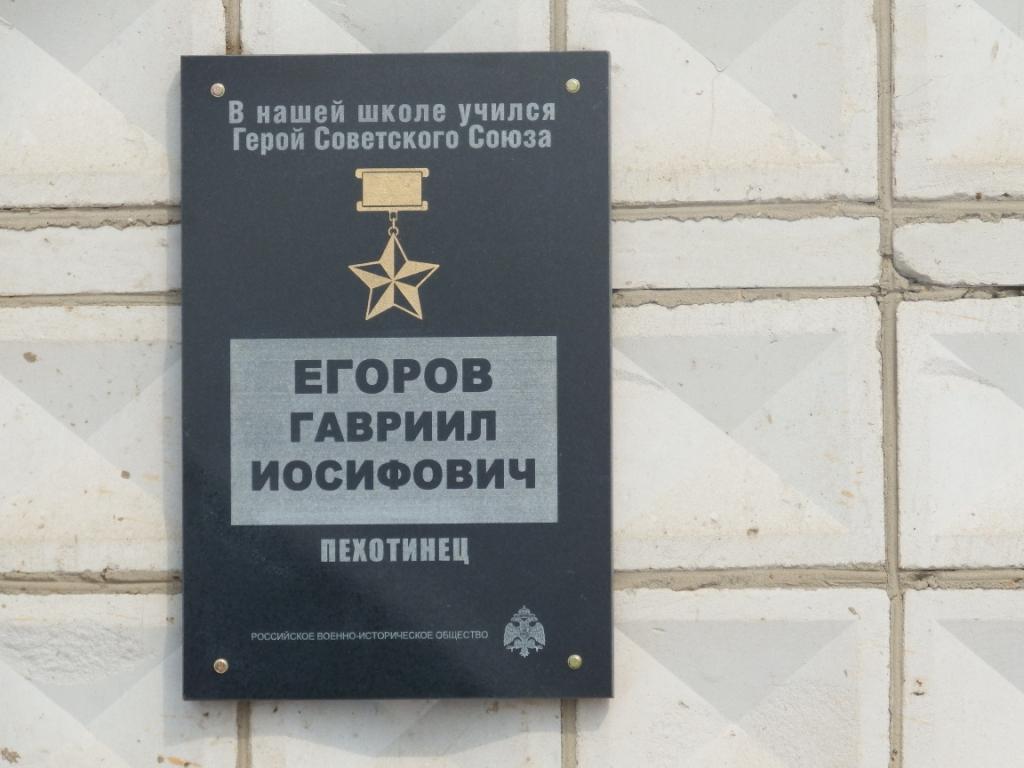 В нашей школе учился
Герой Советского Союза
ЕГОРОВ
ГАВРИИЛ
ИОСИФОВИЧ
ПЕХОТИНЕЦ
РОССИЙСКОЕ ВОЕННО-ИСТОРИЧЕСКОЕ ОБЩЕСТВО